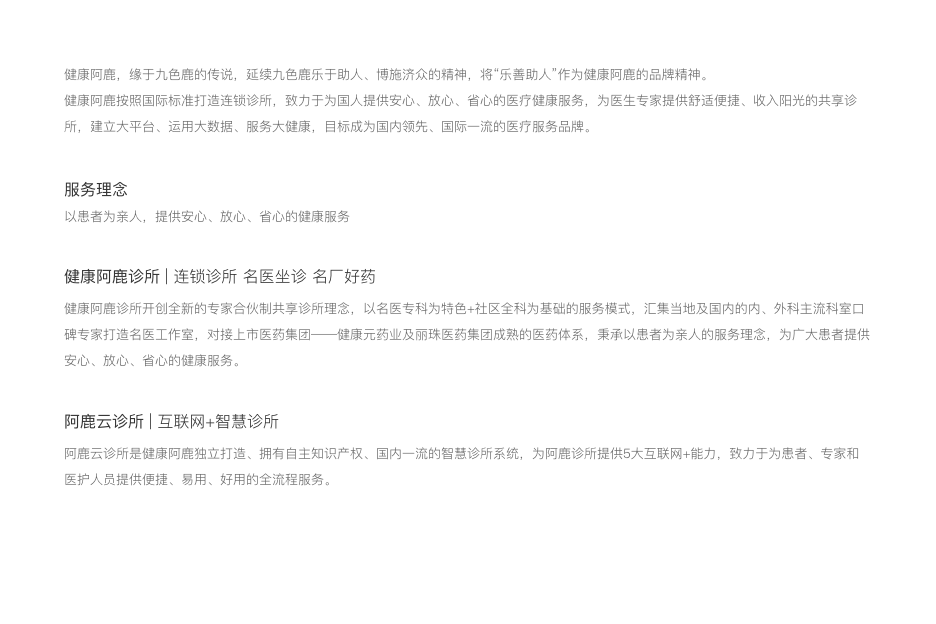 健康阿鹿，缘于九色鹿的传说，延续九色鹿乐于助人、博施济众的精神，将“乐善助人”作为健康阿鹿的品牌精神。
健康阿鹿按照国际标准打造连锁诊所，致力于为国人提供安心、放心、省心的医疗健康服务，为医生专家提供舒适便捷、收入阳光的共享诊
所，建立大平台、运用大数据、服务大健康，目标成为国内领先、国际一流的医疗服务品牌。
服务理念
以患者为亲人，提供安心、放心、省心的健康服务
健康阿鹿诊所 | 连锁诊所 名医坐诊 名厂好药
健康阿鹿诊所开创全新的专家合伙制共享诊所理念，以名医专科为特色+社区全科为基础的服务模式，汇集当地及国内的内、外科主流科室口
碑专家打造名医工作室，对接上市医药集团——健康元药业及丽珠医药集团成熟的医药体系，秉承以患者为亲人的服务理念，为广大患者提供
安心、放心、省心的健康服务。
阿鹿云诊所 | 互联网+智慧诊所
阿鹿云诊所是健康阿鹿独立打造、拥有自主知识产权、国内一流的智慧诊所系统，为阿鹿诊所提供5大互联网+能力，致力于为患者、专家和
医护人员提供便捷、易用、好用的全流程服务。